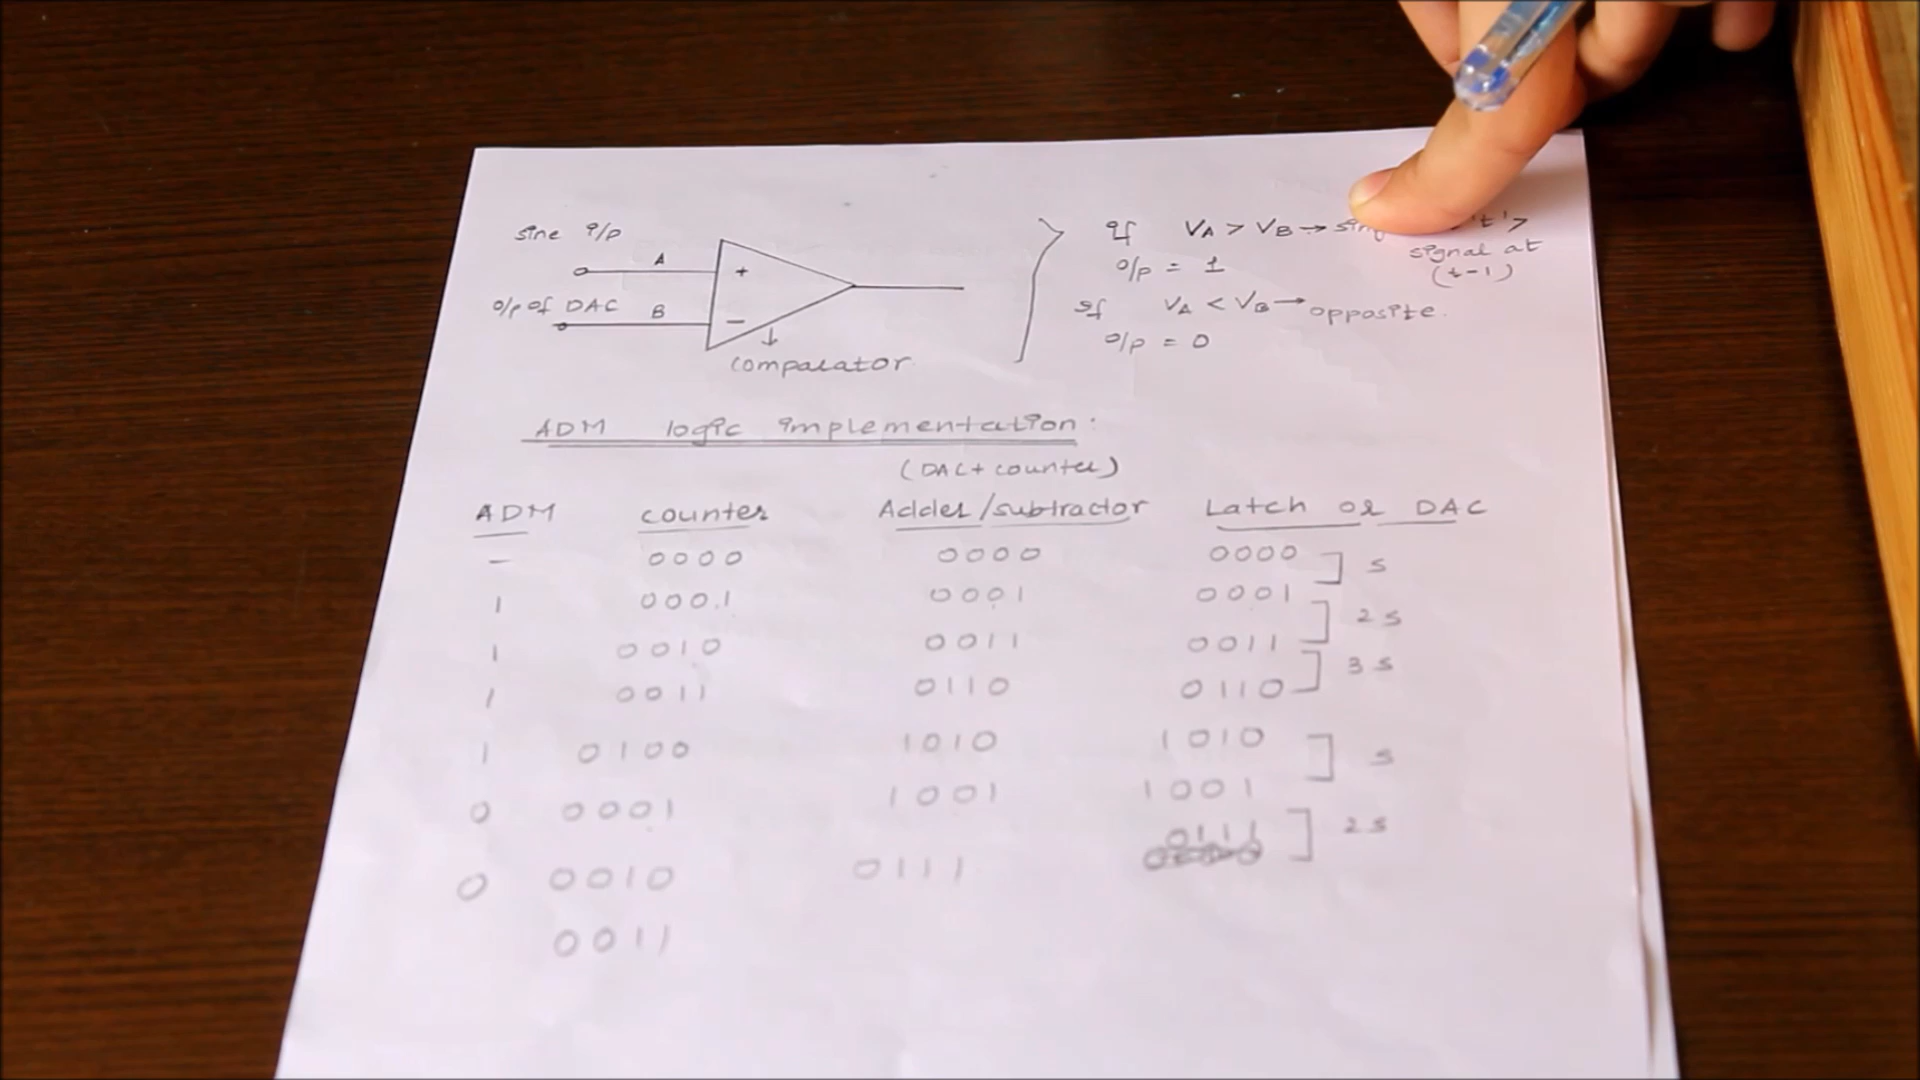 sine i/p
A
+
o/p of DAC
B
−
comparator
if VA > VB → 't' >
signal at
(t-1)
o/p = 1
if VA < VB → opposite.
o/p = 0
ADM logic implementation:
(DAC + counter)
ADM counter Adder/subtractor Latch or DAC
– 0000 0000 0000 ] s
1 0001 0001 0001 ] 2s
1 0010 0011 0011 ] 3s
1 0011 0110 0110
1 0100 1010 1010 ] s
0 0001 1001 1001
0 0010 0111 0111 ] 2s
0011